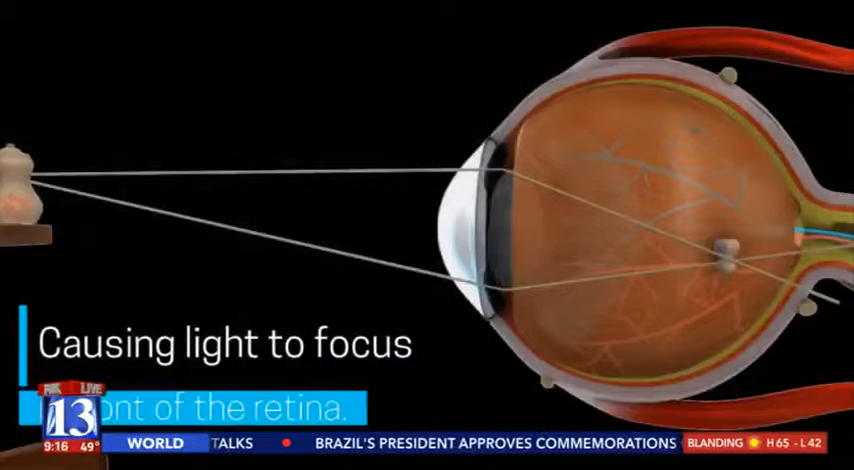 Causing light to focus
ont of the retina.
FOX LIVE
13
9:16 49°
WORLD TALKS • BRAZIL'S PRESIDENT APPROVES COMMEMORATIONS
BLANDING H 65 - L 42